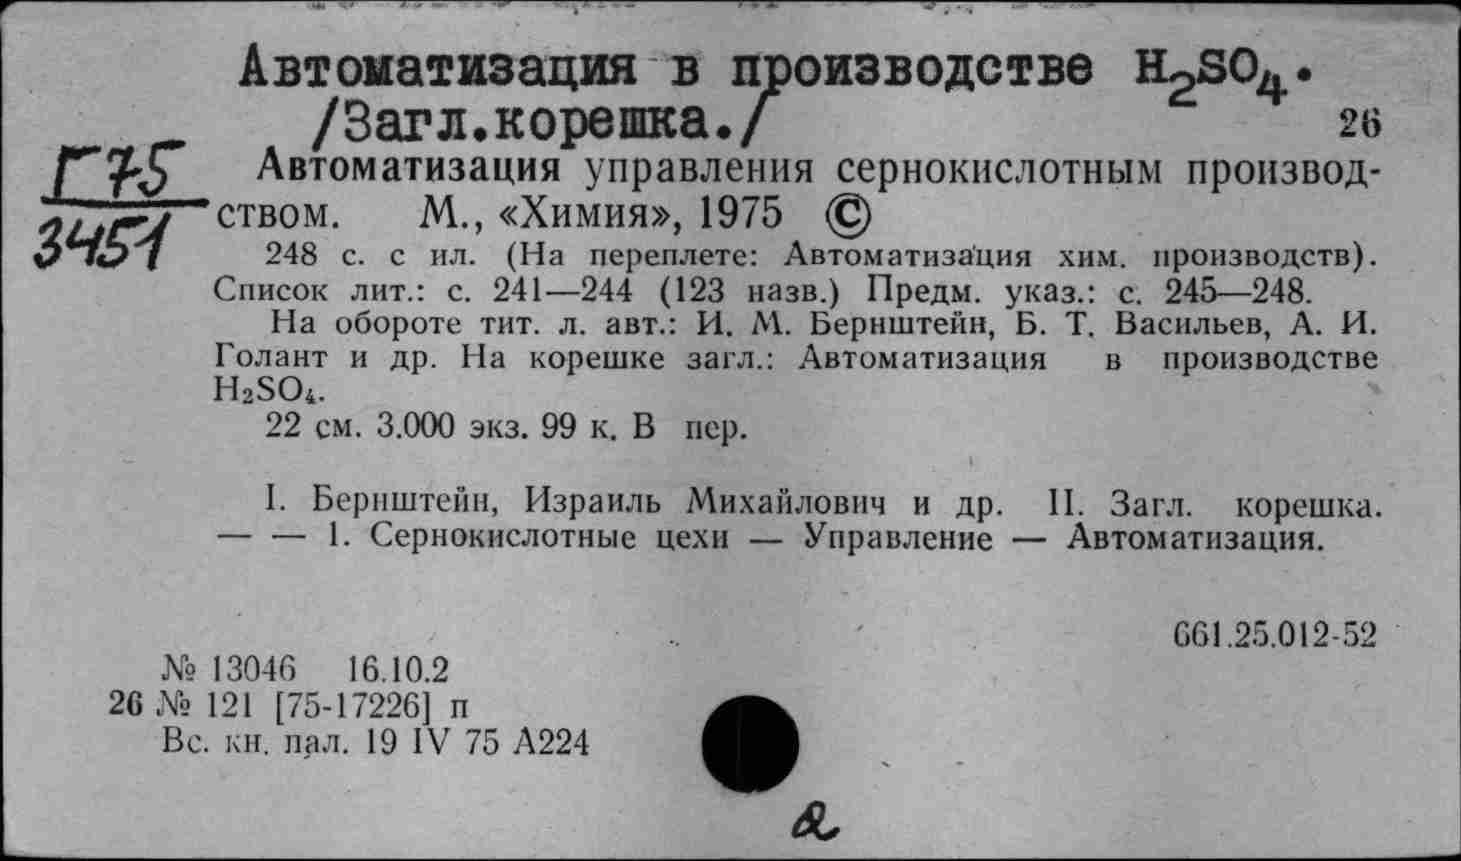 Автоматизация в производстве H₂SO₄.
/Загл.корешка./
26
Г75
3451
Автоматизация управления сернокислотным производ-
ством. М., «Химия», 1975 ©
248 с. с ил. (На переплете: Автоматизация хим. производств).
Список лит.: с. 241—244 (123 назв.) Предм. указ.: с. 245—248.
На обороте тит. л. авт.: И. М. Бернштейн, Б. Т. Васильев, А. И.
Голант и др. На корешке загл.: Автоматизация в производстве
H₂SO₄.
22 см. 3.000 экз. 99 к. В пер.
I. Бернштейн, Израиль Михайлович и др. II. Загл. корешка.
— — 1. Сернокислотные цехи — Управление — Автоматизация.
661.25.012-52
№ 13046 16.10.2
26 № 121 [75-17226] п
Вс. кн. пал. 19 IV 75 А224